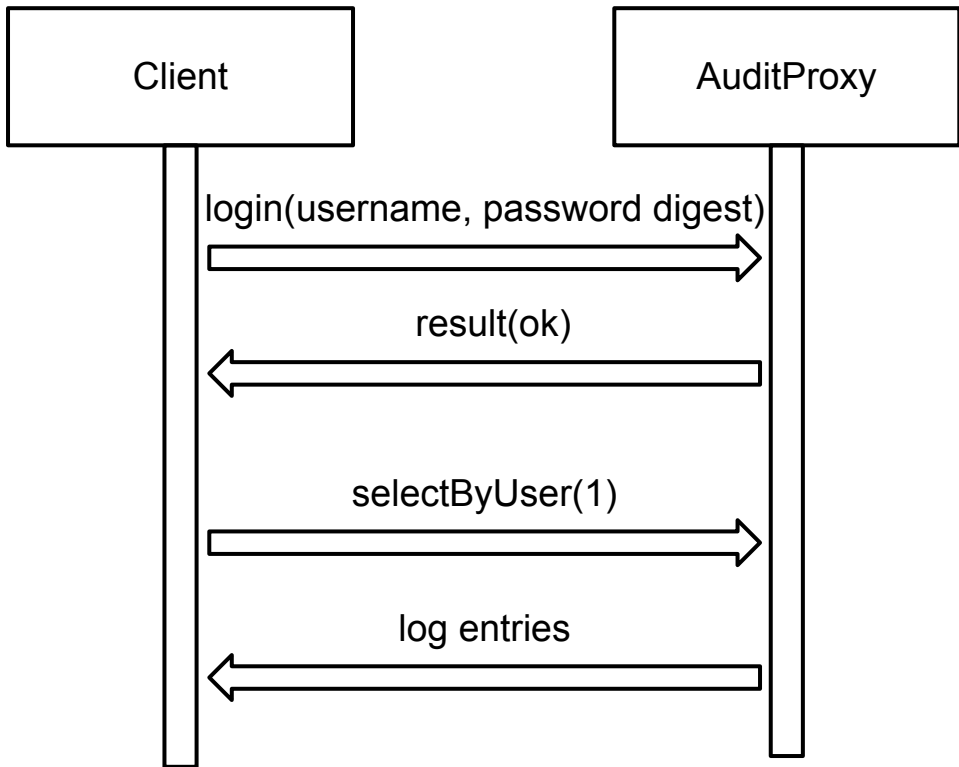 Client
AuditProxy
login(username, password digest)
result(ok)
selectByUser(1)
log entries